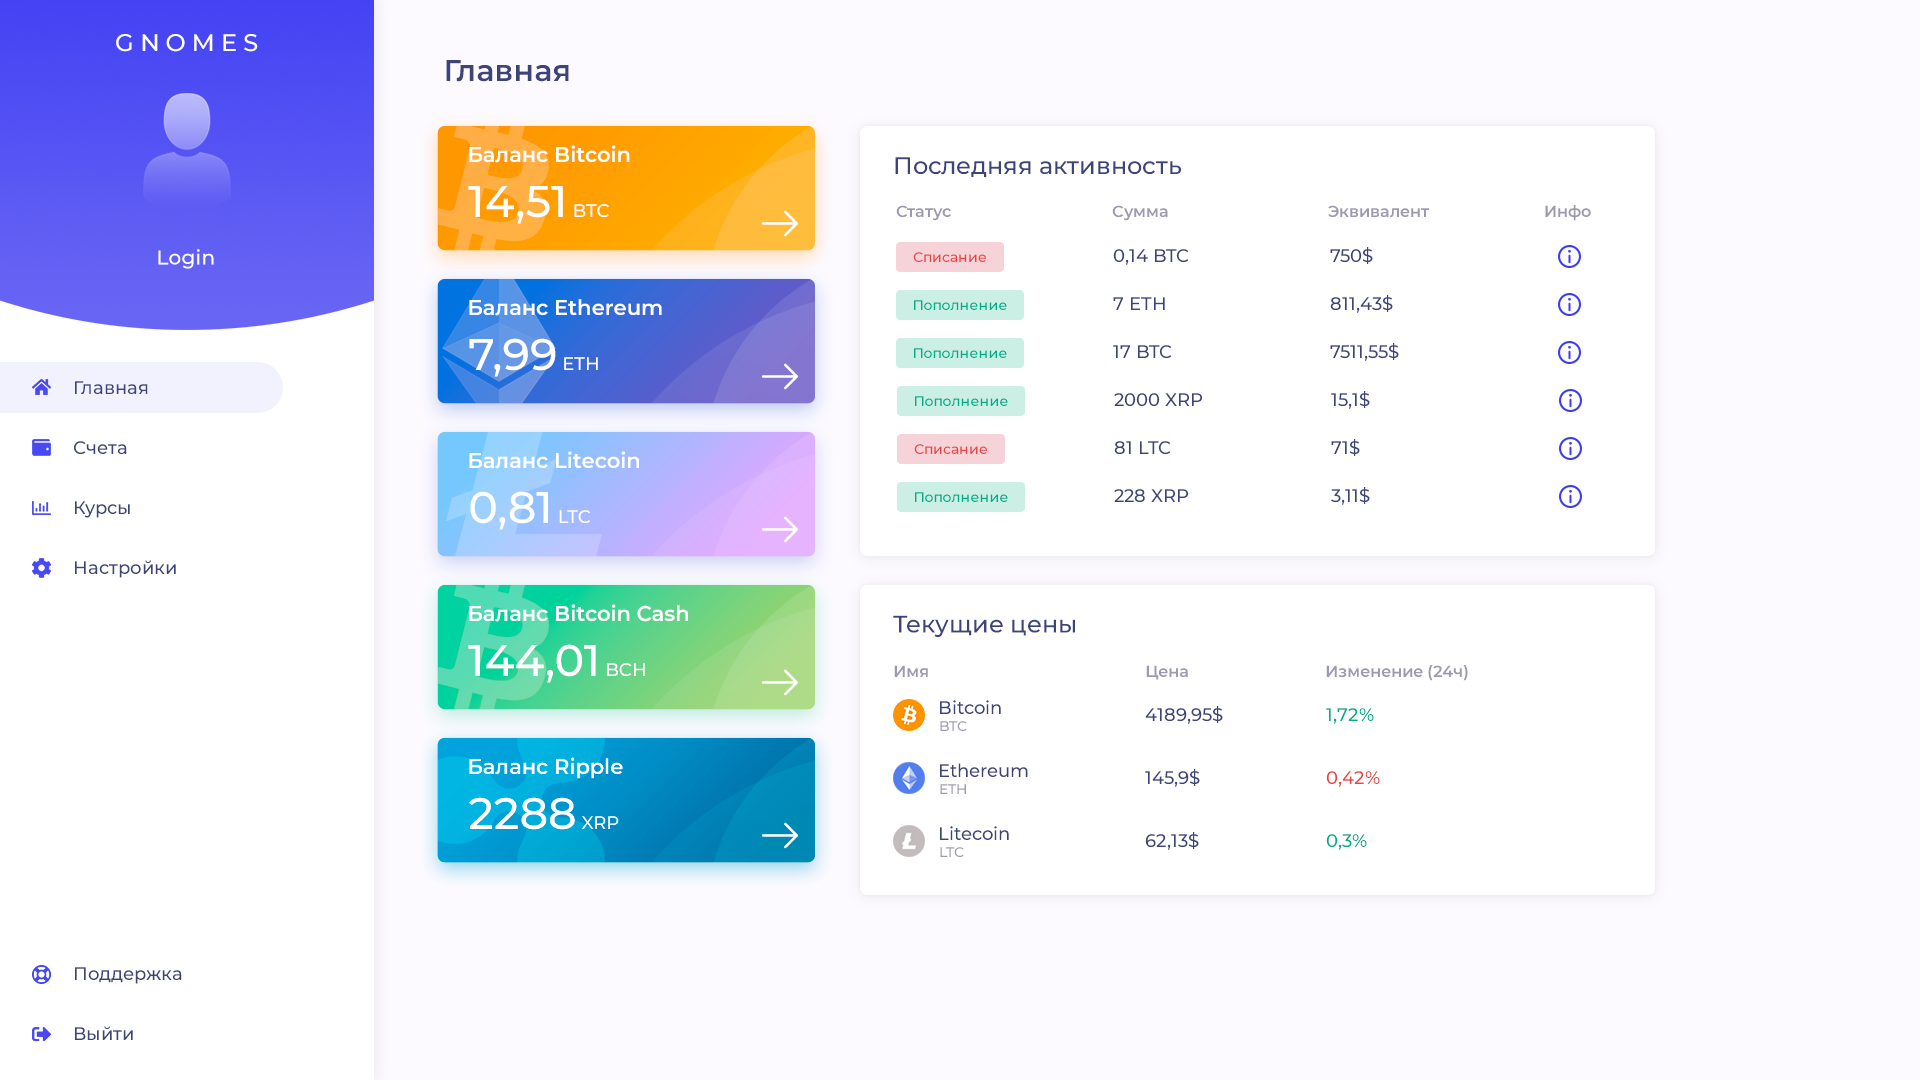 GNOMES
Login
Главная
Счета
Курсы
Настройки
Поддержка
Выйти
Главная
Баланс Bitcoin
14,51 BTC
Баланс Ethereum
7,99 ETH
Баланс Litecoin
0,81 LTC
Баланс Bitcoin Cash
144,01 BCH
Баланс Ripple
2288 XRP
Последняя активность
Статус Сумма Эквивалент Инфо
Списание 0,14 BTC 750$
Пополнение 7 ETH 811,43$
Пополнение 17 BTC 7511,55$
Пополнение 2000 XRP 15,1$
Списание 81 LTC 71$
Пополнение 228 XRP 3,11$
Текущие цены
Имя Цена Изменение (24ч)
Bitcoin 4189,95$ 1,72%
BTC
Ethereum 145,9$ 0,42%
ETH
Litecoin 62,13$ 0,3%
LTC